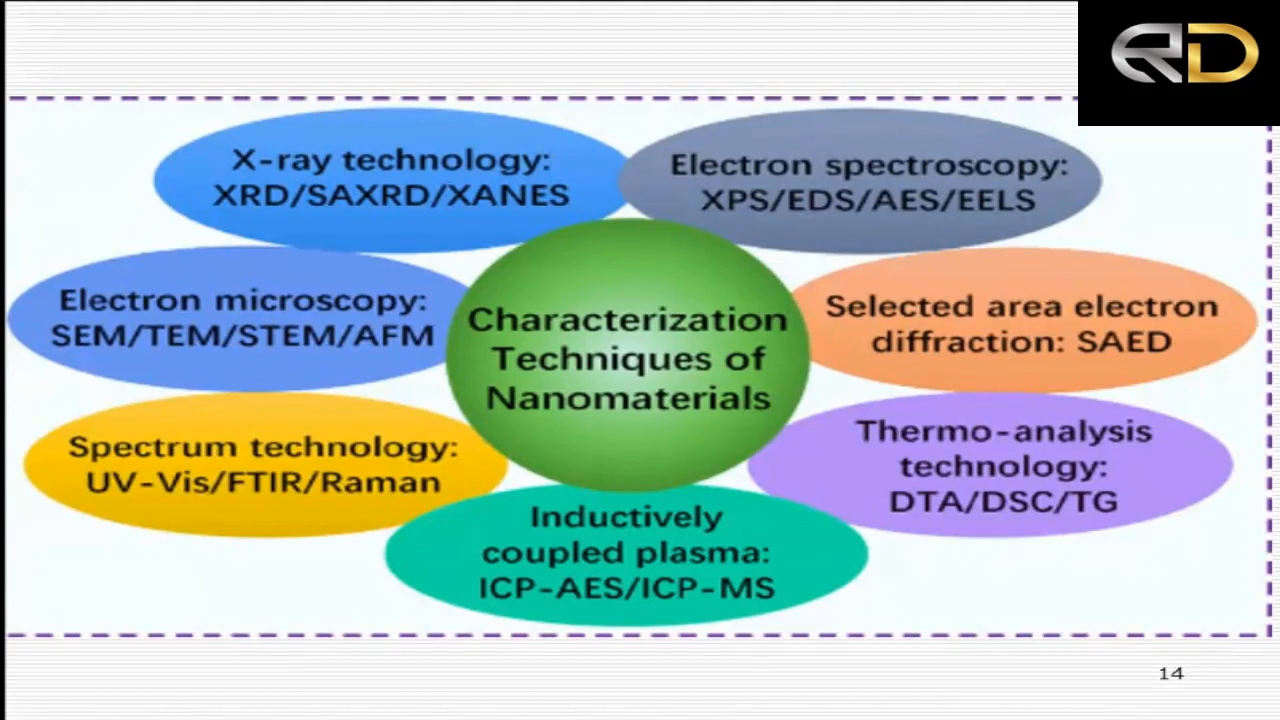 RD
X-ray technology:
XRD/SAXRD/XANES
Electron spectroscopy:
XPS/EDS/AES/EELS
Electron microscopy:
SEM/TEM/STEM/AFM
Characterization
Techniques of
Nanomaterials
Selected area electron
diffraction: SAED
Spectrum technology:
UV-Vis/FTIR/Raman
Thermo-analysis
technology:
DTA/DSC/TG
Inductively
coupled plasma:
ICP-AES/ICP-MS
14